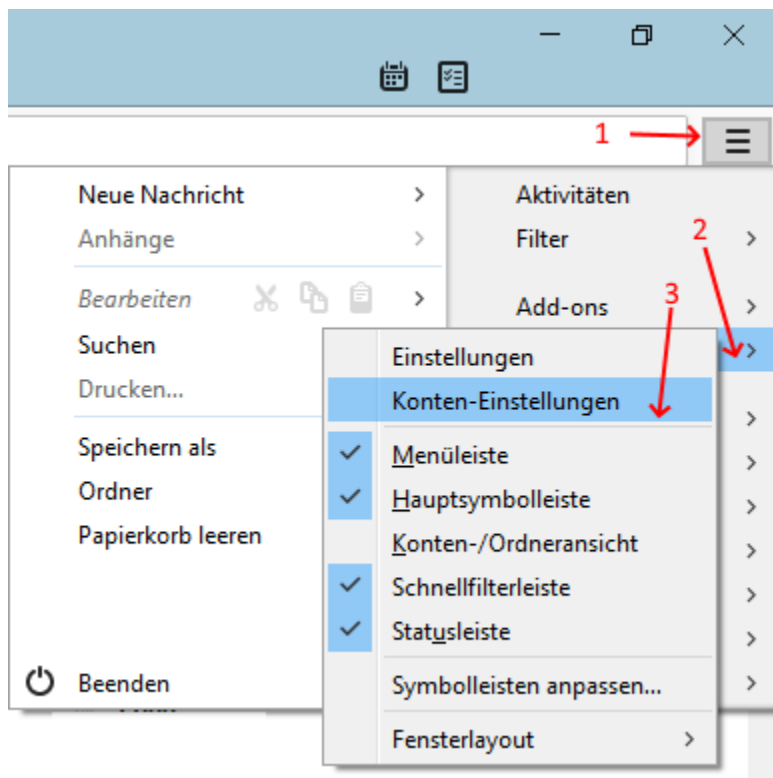 1
Neue Nachricht
Anhänge
Bearbeiten
Suchen
Drucken...
Speichern als
Ordner
Papierkorb leeren
Beenden
Aktivitäten
Filter
2
Add-ons
3
Einstellungen
Konten-Einstellungen
Menüleiste
Hauptsymbolleiste
Konten-/Ordneransicht
Schnellfilterleiste
Statusleiste
Symbolleisten anpassen...
Fensterlayout